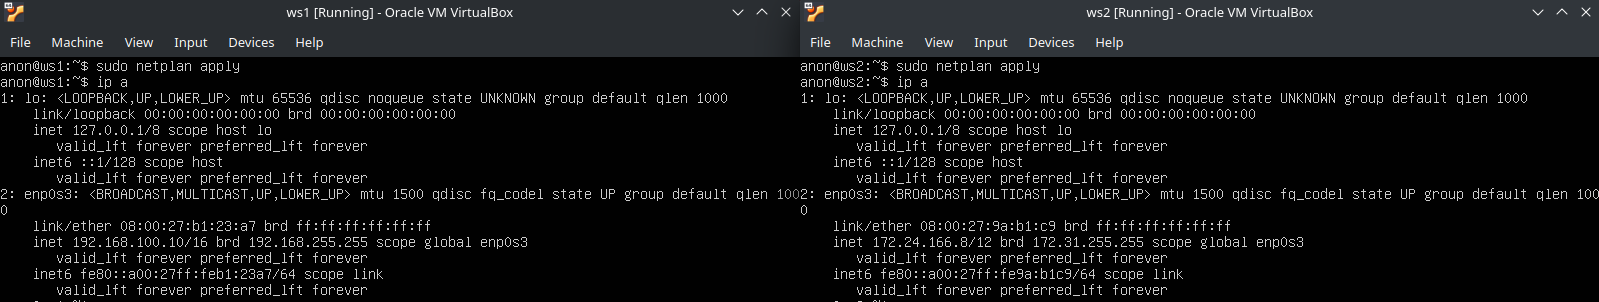 ws1 [Running] - Oracle VM VirtualBox
File Machine View Input Devices Help
anon@ws1:~$ sudo netplan apply
anon@ws1:~$ ip a
1: lo: <LOOPBACK,UP,LOWER_UP> mtu 65536 qdisc noqueue state UNKNOWN group default qlen 1000
    link/loopback 00:00:00:00:00:00 brd 00:00:00:00:00:00
    inet 127.0.0.1/8 scope host lo
       valid_lft forever preferred_lft forever
    inet6 ::1/128 scope host
       valid_lft forever preferred_lft forever
2: enp0s3: <BROADCAST,MULTICAST,UP,LOWER_UP> mtu 1500 qdisc fq_codel state UP group default qlen 100
0
    link/ether 08:00:27:b1:23:a7 brd ff:ff:ff:ff:ff:ff
    inet 192.168.100.10/16 brd 192.168.255.255 scope global enp0s3
       valid_lft forever preferred_lft forever
    inet6 fe80::a00:27ff:feb1:23a7/64 scope link
       valid_lft forever preferred_lft forever
ws2 [Running] - Oracle VM VirtualBox
File Machine View Input Devices Help
anon@ws2:~$ sudo netplan apply
anon@ws2:~$ ip a
1: lo: <LOOPBACK,UP,LOWER_UP> mtu 65536 qdisc noqueue state UNKNOWN group default qlen 1000
    link/loopback 00:00:00:00:00:00 brd 00:00:00:00:00:00
    inet 127.0.0.1/8 scope host lo
       valid_lft forever preferred_lft forever
    inet6 ::1/128 scope host
       valid_lft forever preferred_lft forever
2: enp0s3: <BROADCAST,MULTICAST,UP,LOWER_UP> mtu 1500 qdisc fq_codel state UP group default qlen 100
0
    link/ether 08:00:27:9a:b1:c9 brd ff:ff:ff:ff:ff:ff
    inet 172.24.166.8/12 brd 172.31.255.255 scope global enp0s3
       valid_lft forever preferred_lft forever
    inet6 fe80::a00:27ff:fe9a:b1c9/64 scope link
       valid_lft forever preferred_lft forever